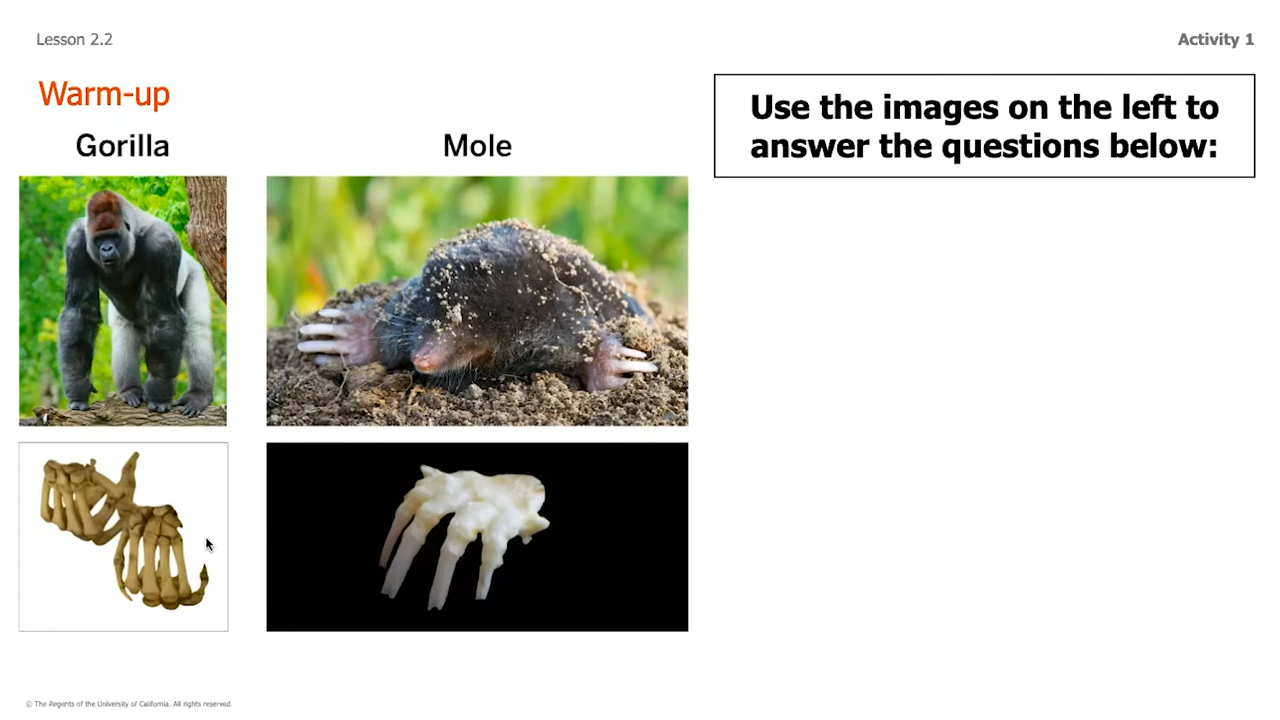 Lesson 2.2
Activity 1
Warm-up
Gorilla
Mole
Use the images on the left to
answer the questions below:
© The Regents of the University of California. All rights reserved.